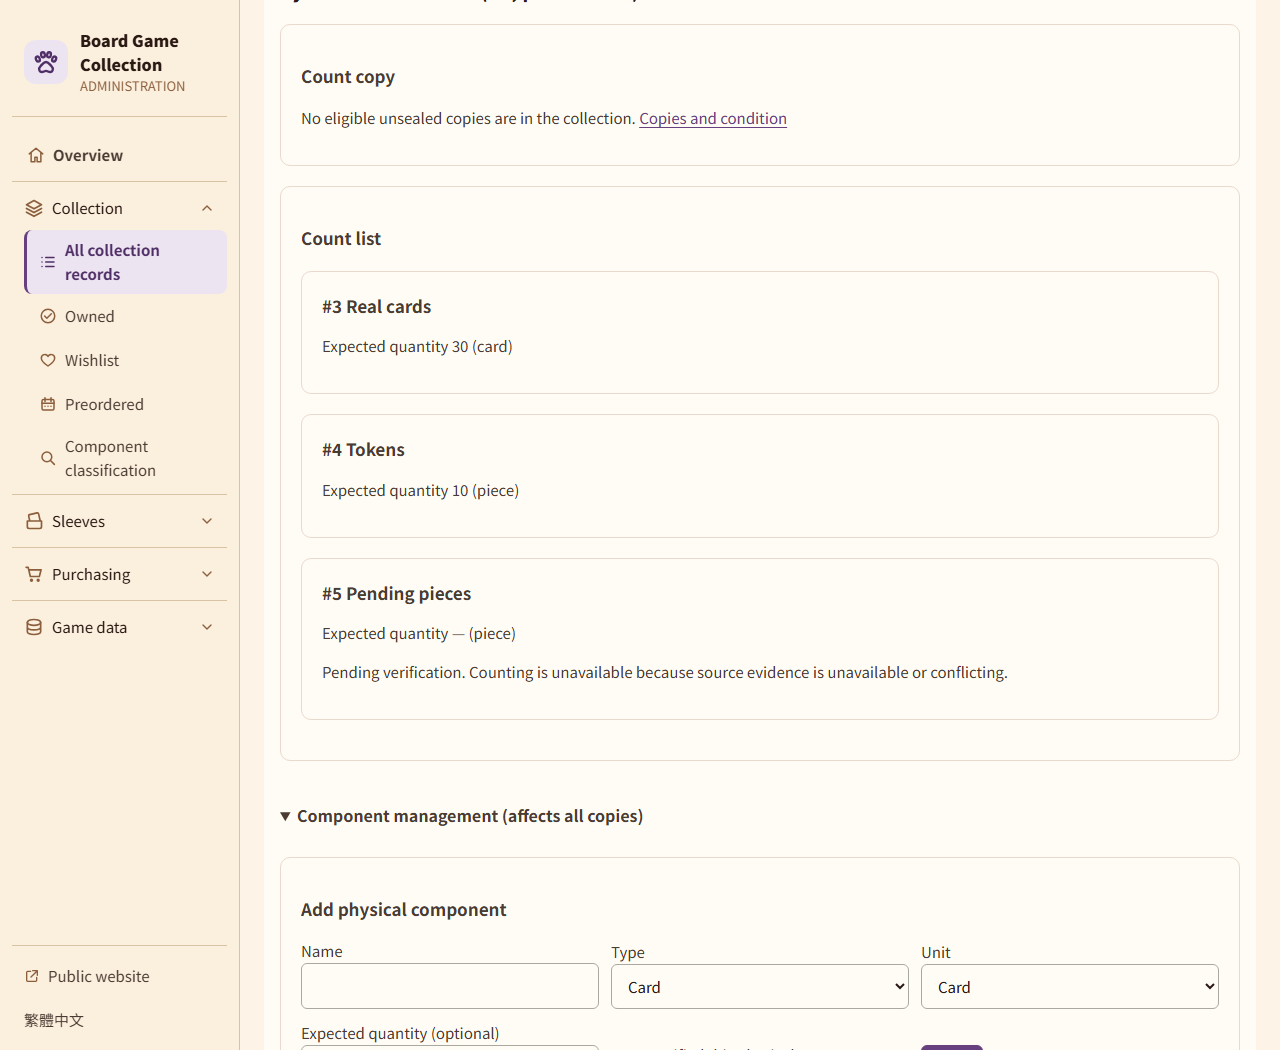 Board Game
Collection
ADMINISTRATION
Overview
Collection
All collection
records
Owned
Wishlist
Preordered
Component
classification
Sleeves
Purchasing
Game data
Public website
繁體中文
Count copy
No eligible unsealed copies are in the collection. Copies and condition
Count list
#3 Real cards
Expected quantity 30 (card)
#4 Tokens
Expected quantity 10 (piece)
#5 Pending pieces
Expected quantity — (piece)
Pending verification. Counting is unavailable because source evidence is unavailable or conflicting.
Component management (affects all copies)
Add physical component
Name
Type
Unit
Card
Card
Expected quantity (optional)